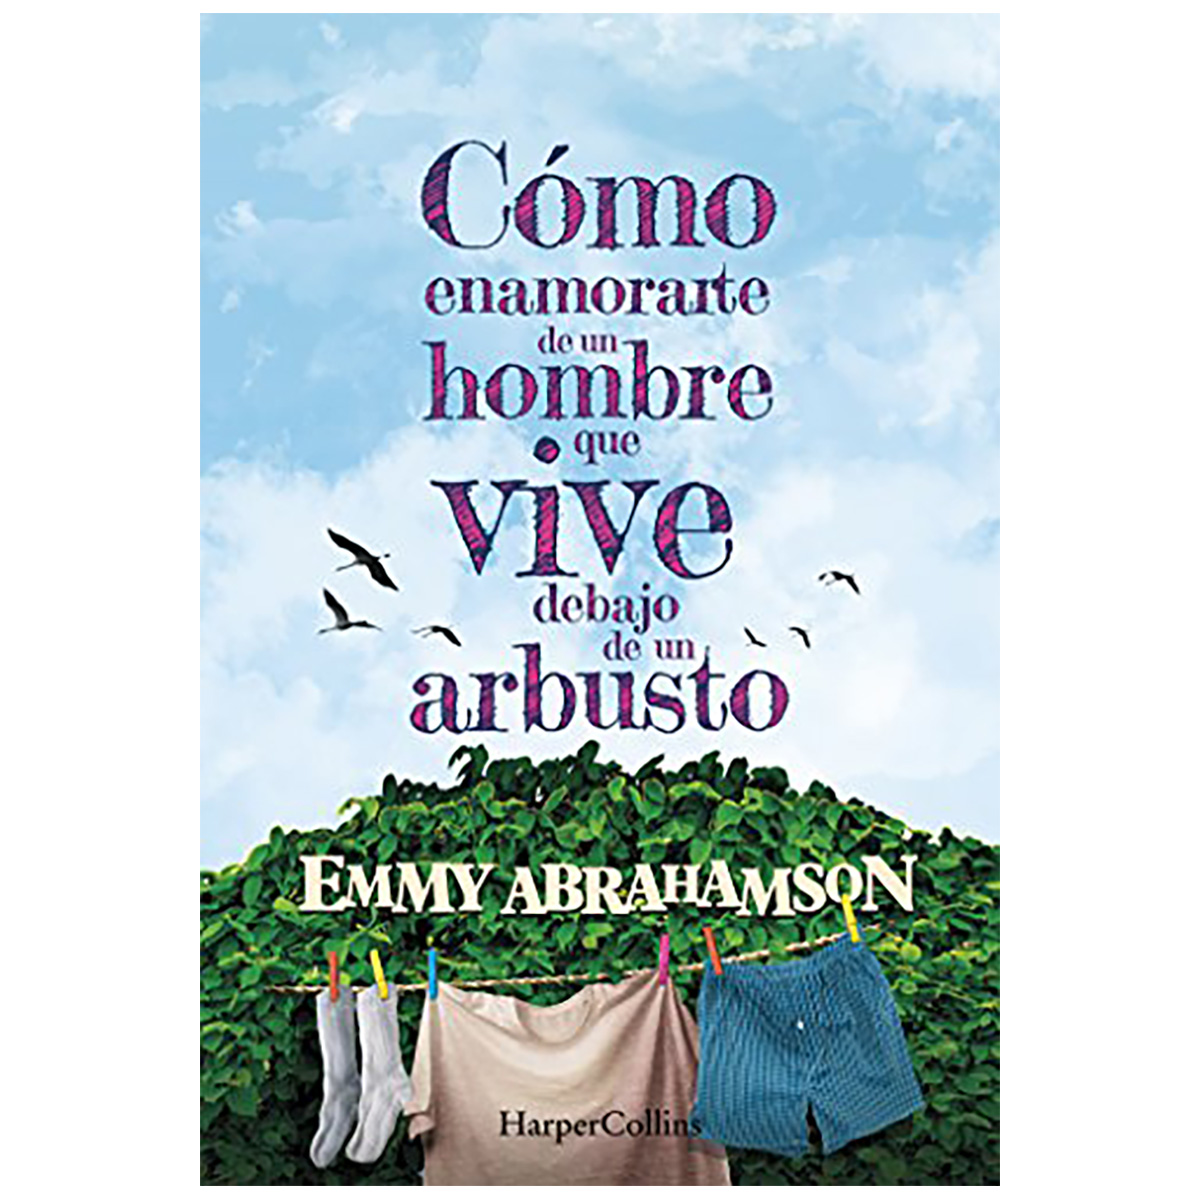 Cómo
enamorarte
de un
hombre
que
vive
debajo
de un
arbusto
EMMY ABRAHAMSON
HarperCollins